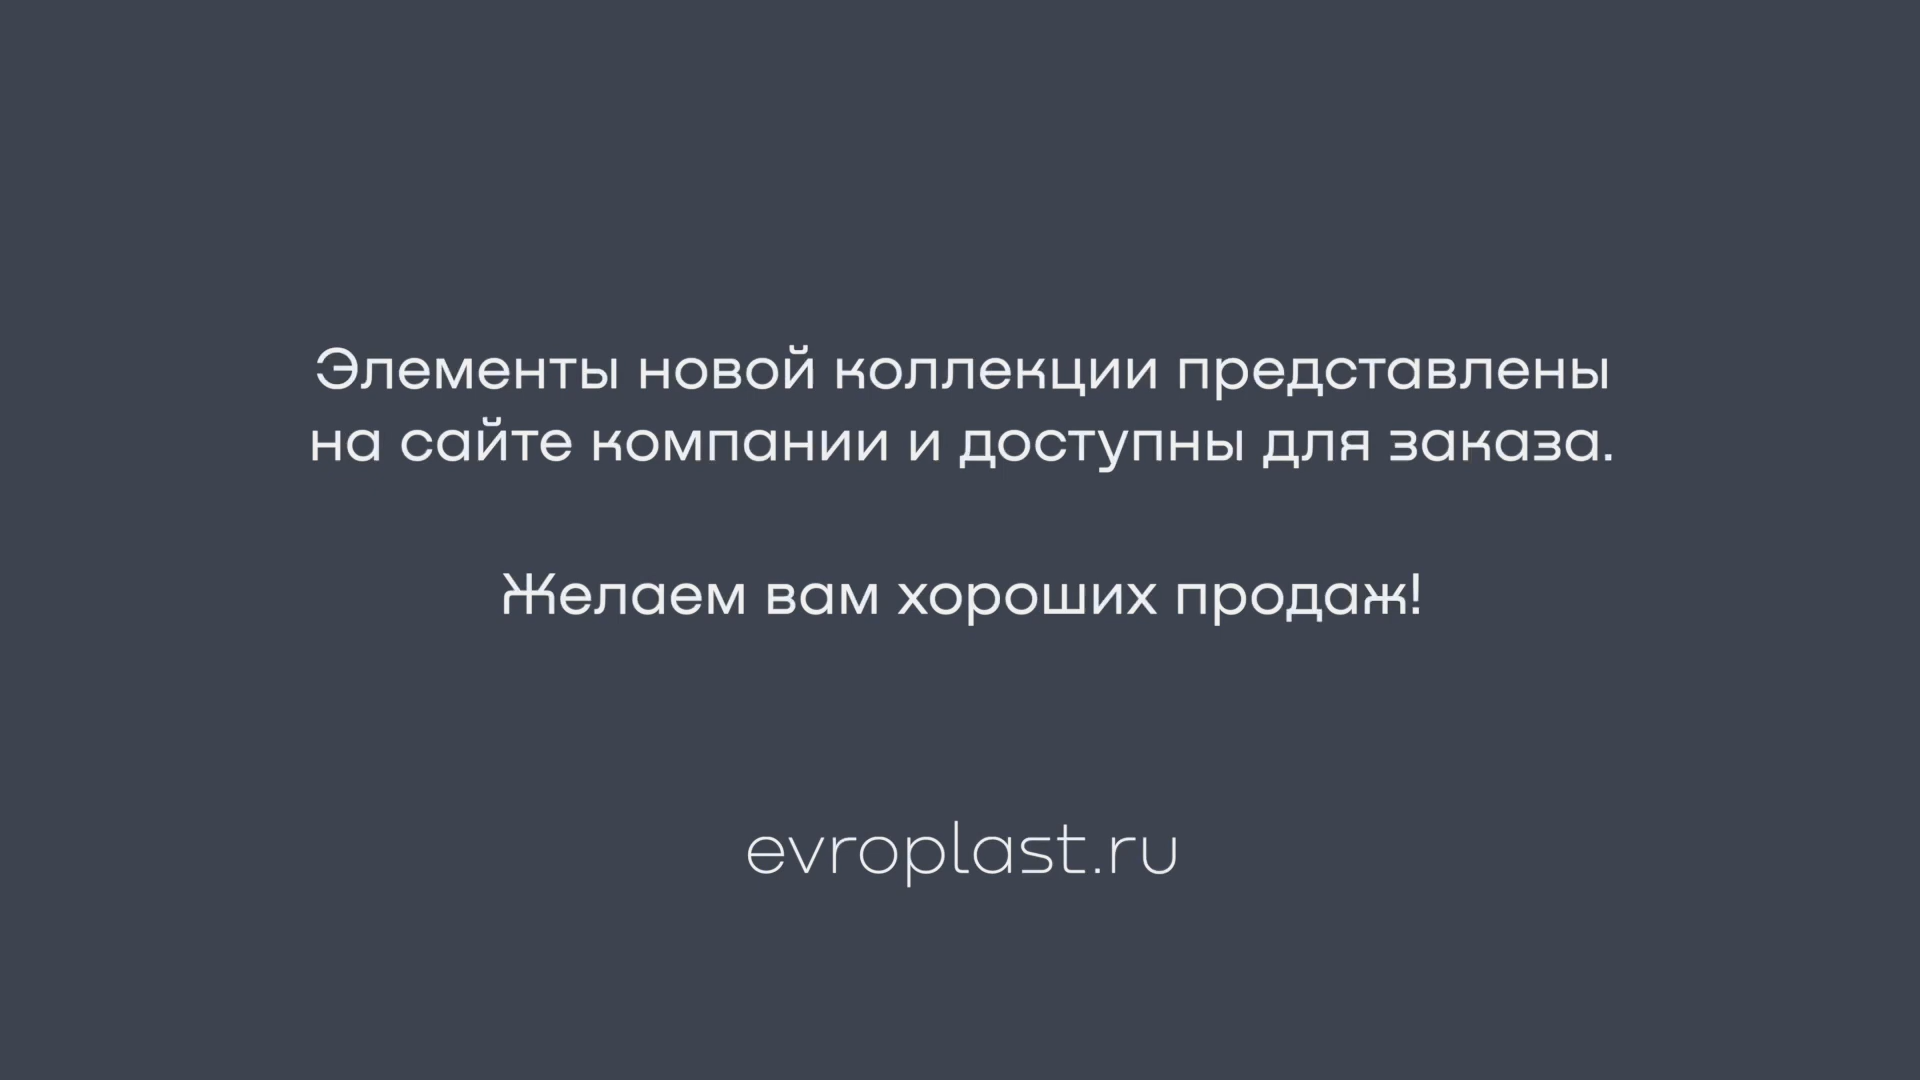 Элементы новой коллекции представлены
на сайте компании и доступны для заказа.
Желаем вам хороших продаж!
evroplast.ru